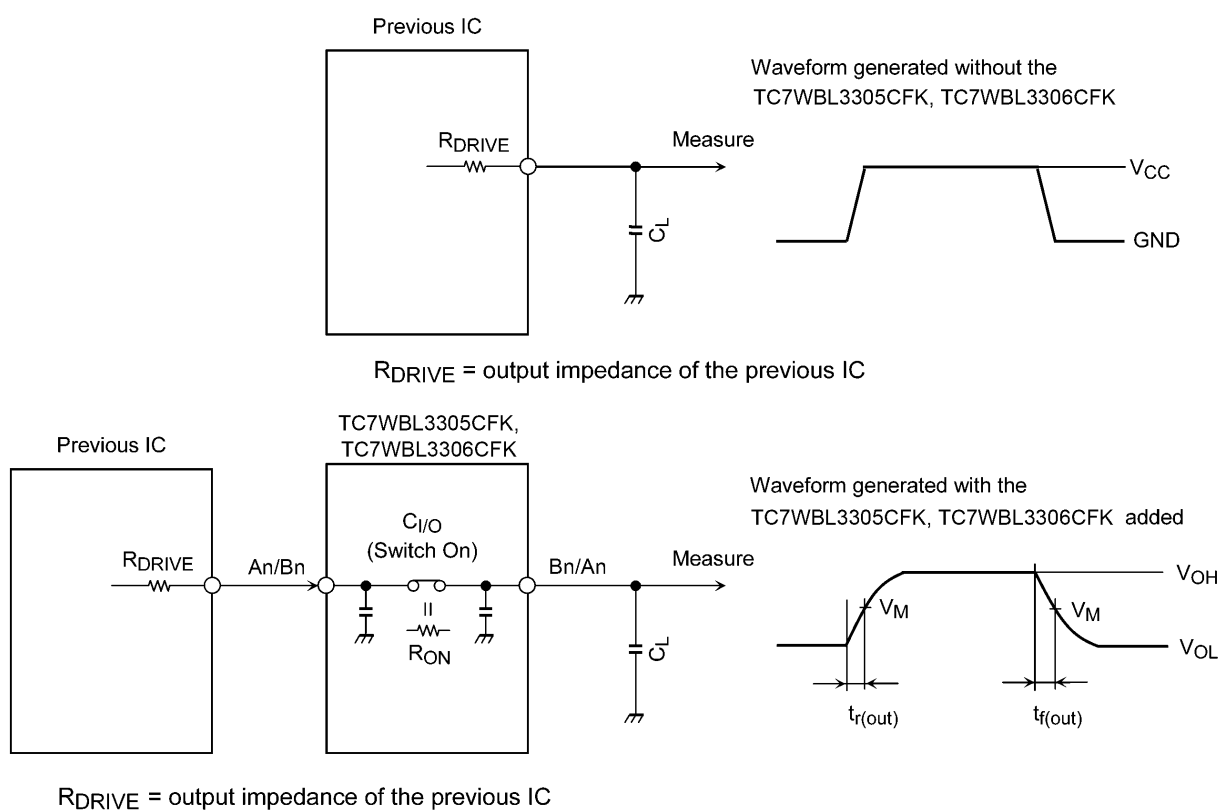 Previous IC
RDRIVE
Measure
CL
Waveform generated without the
TC7WBL3305CFK, TC7WBL3306CFK
VCC
GND
RDRIVE = output impedance of the previous IC
Previous IC
RDRIVE
An/Bn
TC7WBL3305CFK,
TC7WBL3306CFK
CI/O
(Switch On)
=
RON
Bn/An
Measure
CL
Waveform generated with the
TC7WBL3305CFK, TC7WBL3306CFK added
VOH
VM
VM
VOL
tr(out)
tf(out)
RDRIVE = output impedance of the previous IC